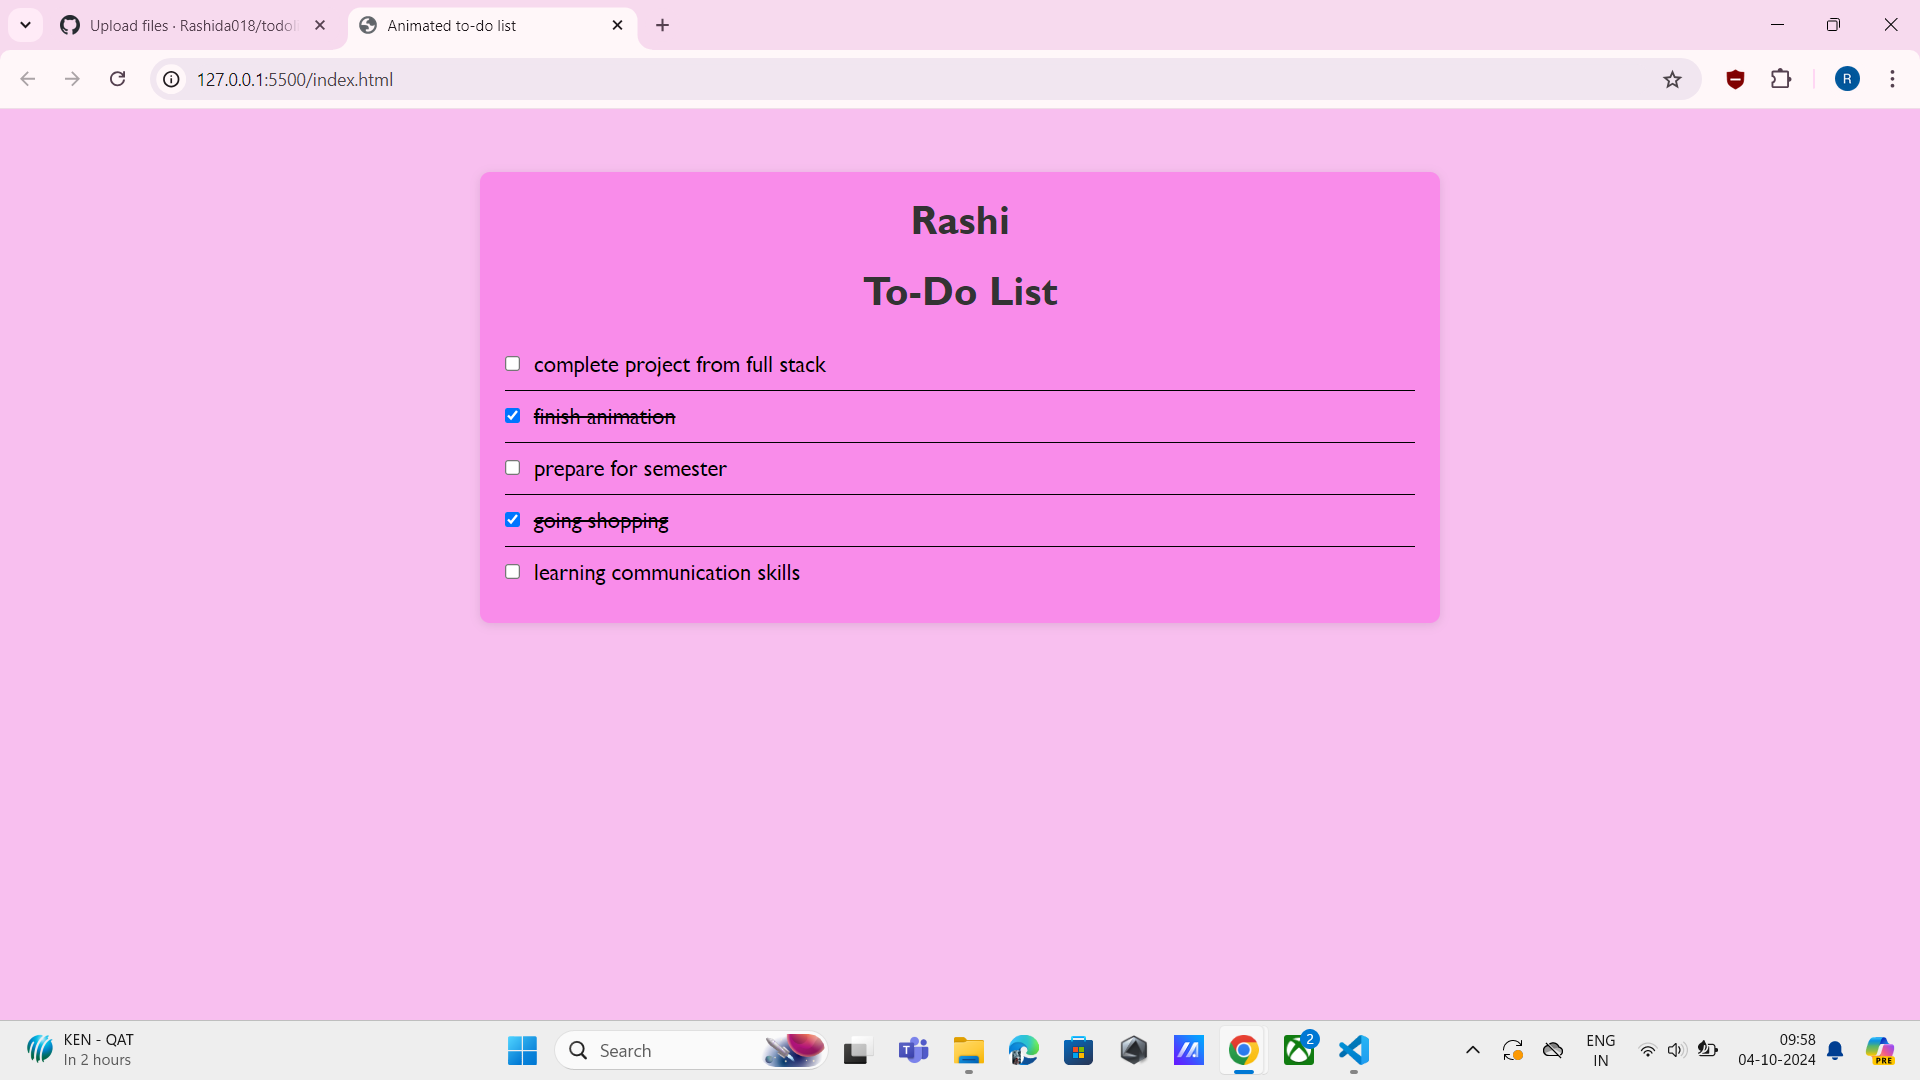 Upload files · Rashida018/todol
Animated to-do list
127.0.0.1:5500/index.html
R
Rashi
To-Do List
complete project from full stack
finish animation
prepare for semester
going shopping
learning communication skills
KEN - QAT
In 2 hours
Search
2
ENG
IN
09:58
04-10-2024
PRE